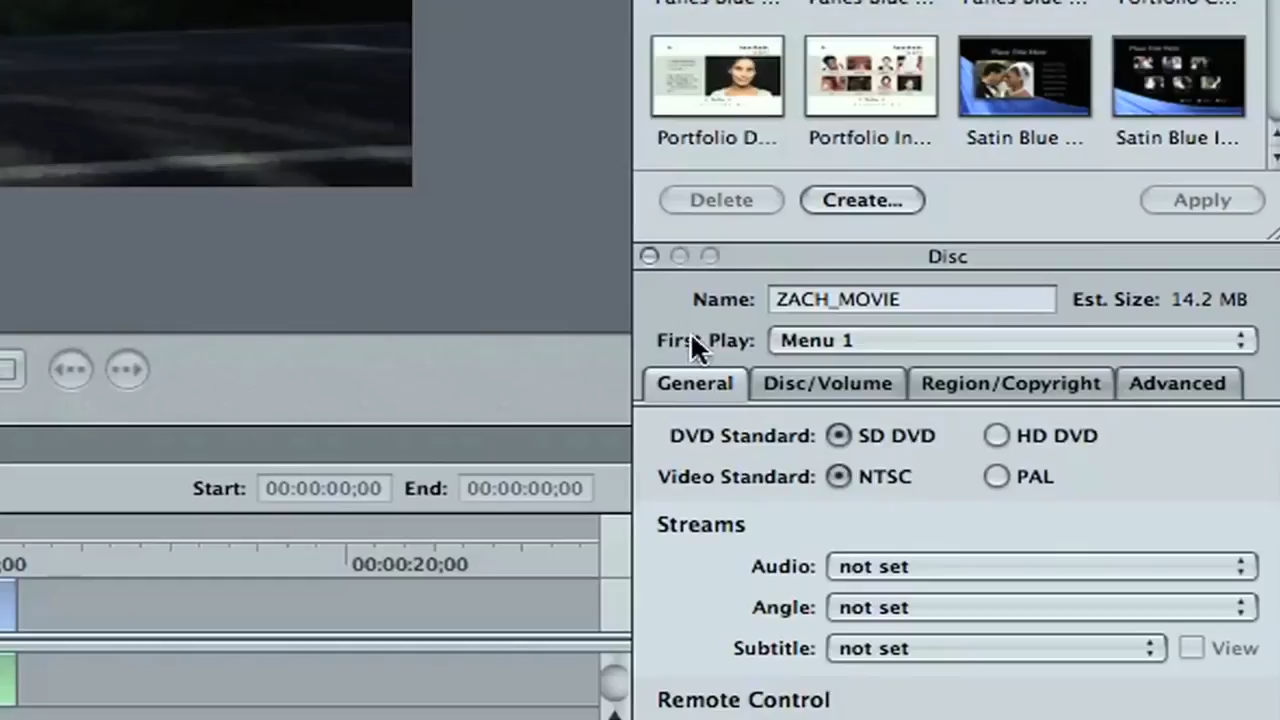 Portfolio D... Portfolio In... Satin Blue ... Satin Blue I...
Delete Create... Apply
Disc
Name: ZACH_MOVIE Est. Size: 14.2 MB
First Play: Menu 1
General Disc/Volume Region/Copyright Advanced
DVD Standard: SD DVD HD DVD
Video Standard: NTSC PAL
Start: 00:00:00;00 End: 00:00:00;00
Streams
;00 00:00:20;00
Audio: not set
Angle: not set
Subtitle: not set View
Remote Control